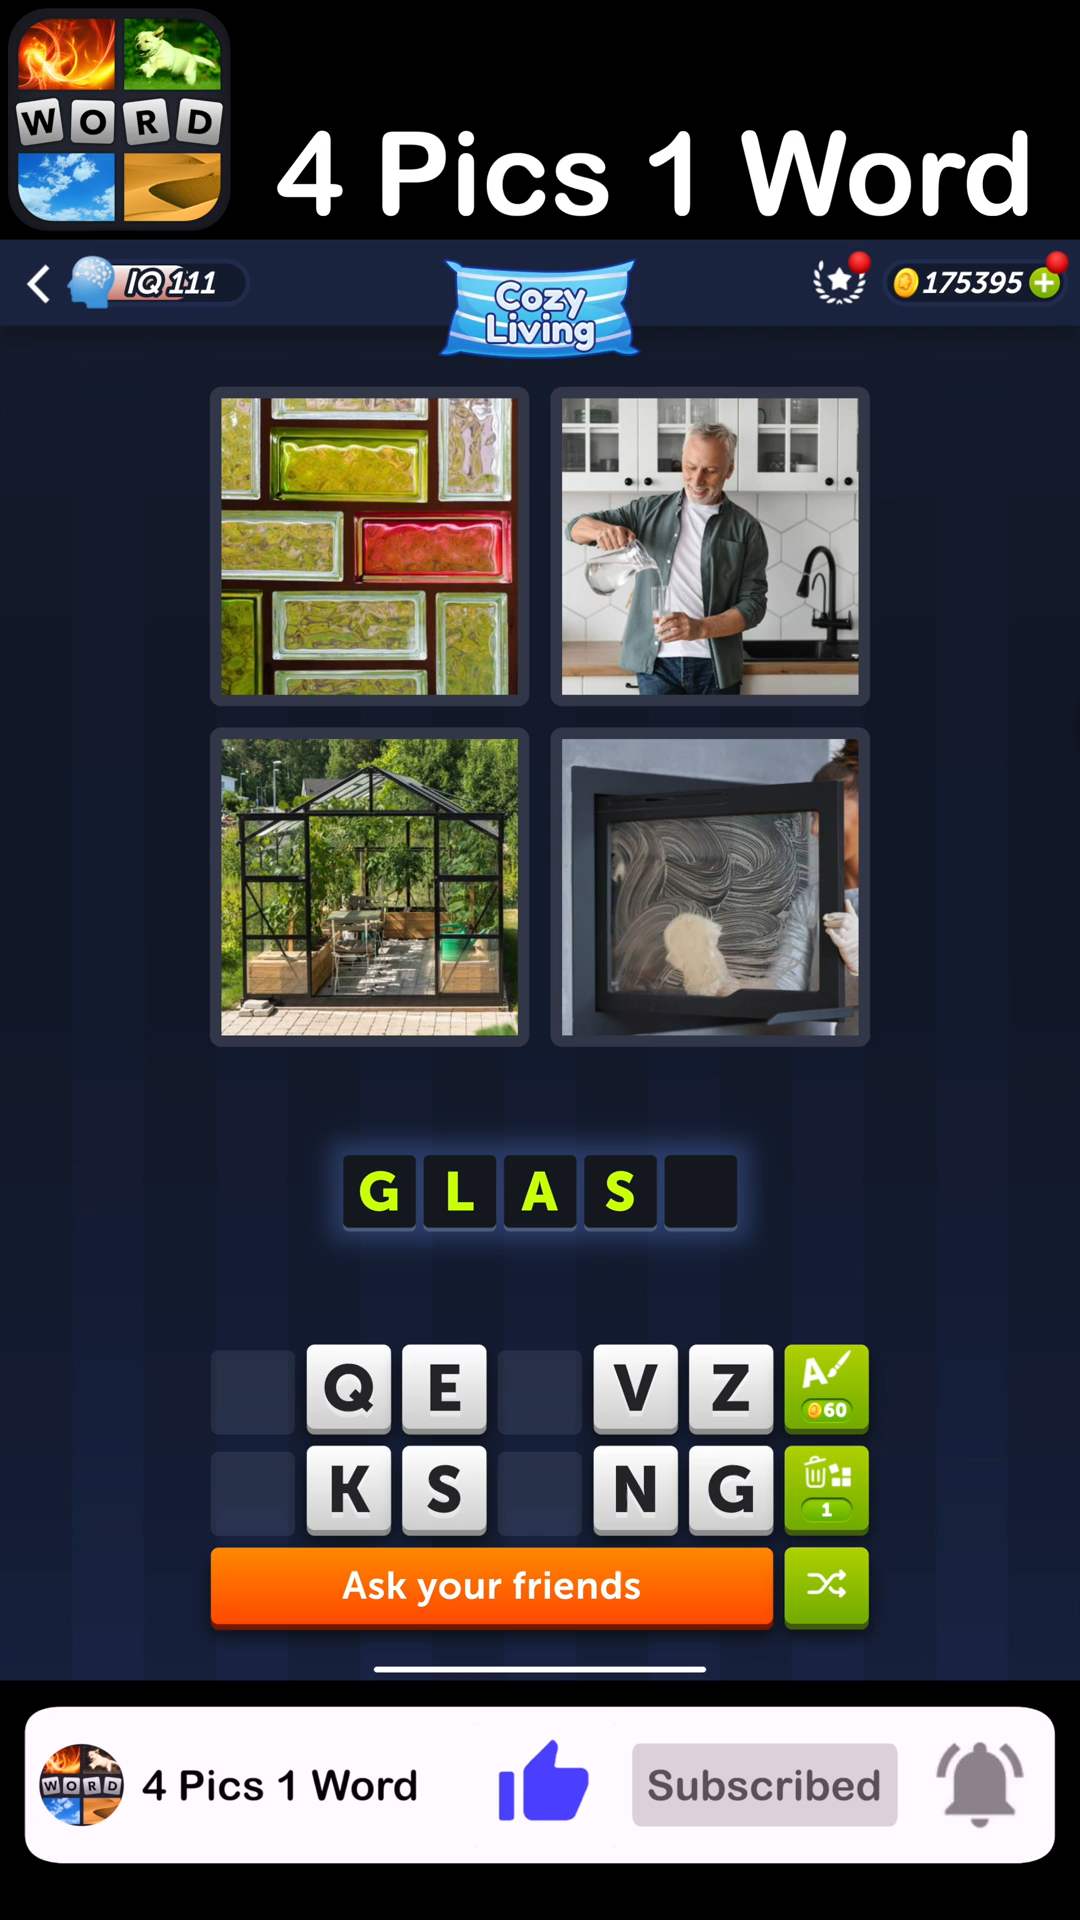 WORD
4 Pics 1 Word
IQ 111
Cozy
Living
175395
G L A S
Q E V Z
A
60
K S N G
1
Ask your friends
WORD
4 Pics 1 Word
Subscribed